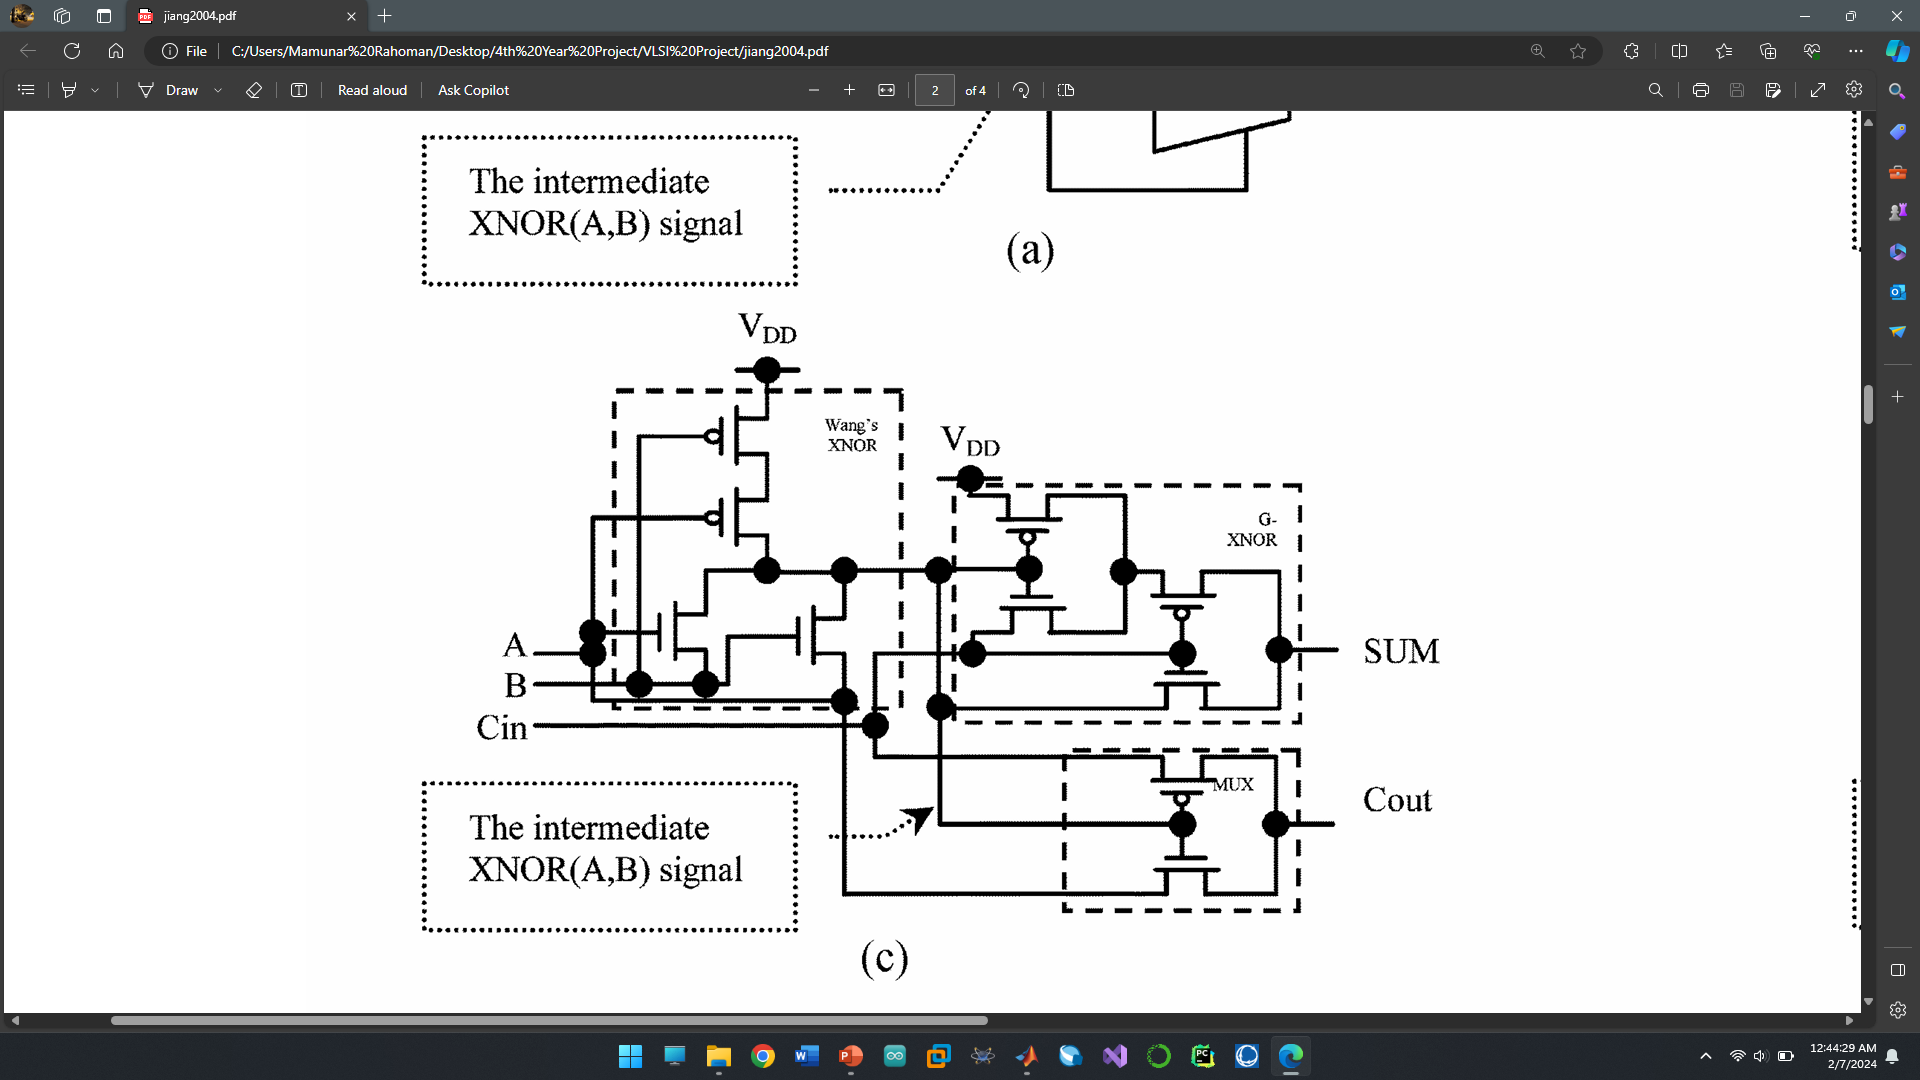 jiang2004.pdf
File
C:/Users/Mamunar%20Rahoman/Desktop/4th%20Year%20Project/VLSI%20Project/jiang2004.pdf
Draw
Read aloud
Ask Copilot
2
of 4
The intermediate
XNOR(A,B) signal
(a)
VDD
Wang's
XNOR
VDD
G-
XNOR
A
B
Cin
SUM
MUX
Cout
The intermediate
XNOR(A,B) signal
(c)
12:44:29 AM
2/7/2024